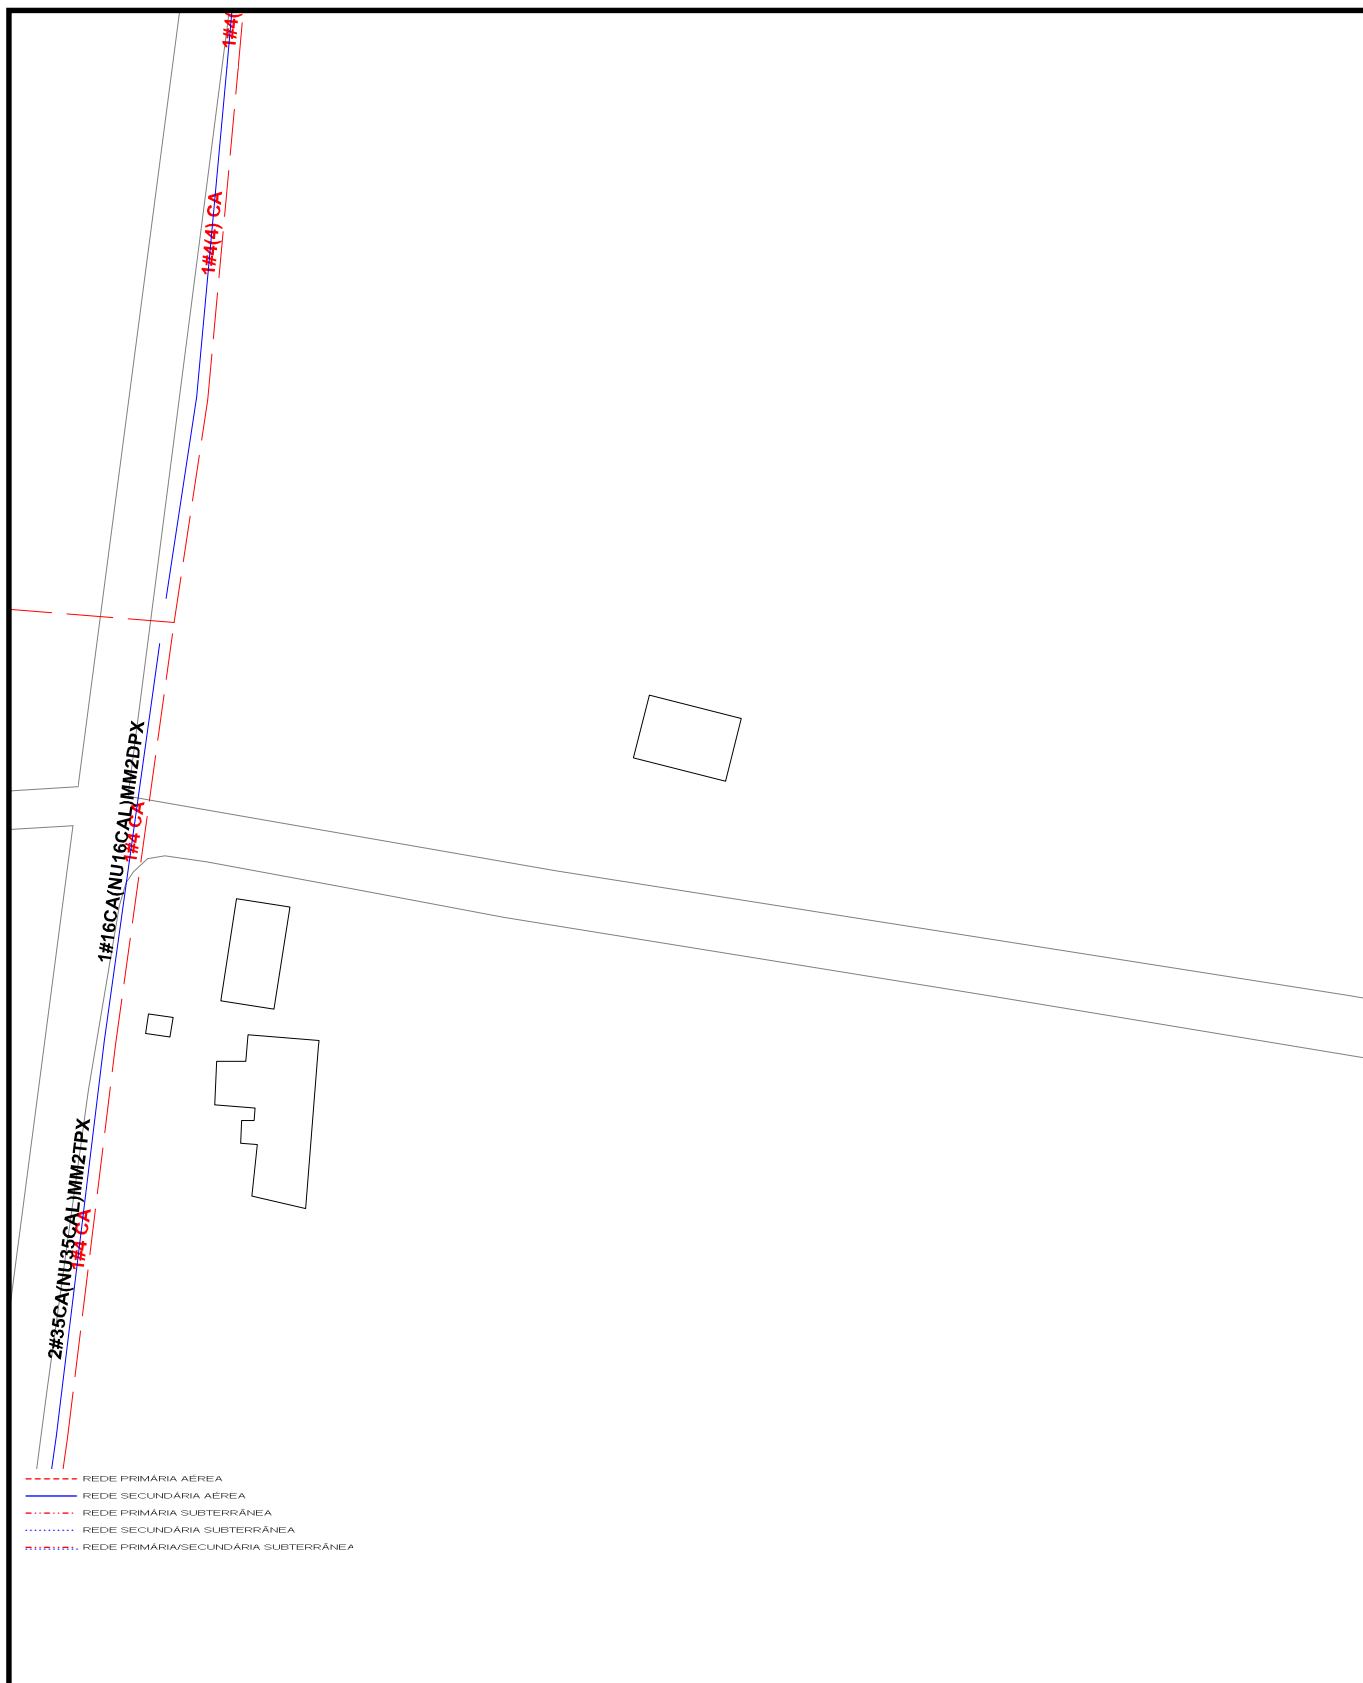 1#4(
1#4(4) CA
1#16CA(NU16CAL)MM2DPX
1#4 CA
2#35CA(NU35CAL)MM2TPX
1#4 CA
REDE PRIMÁRIA AÉREA
REDE SECUNDÁRIA AÉREA
REDE PRIMÁRIA SUBTERRÂNEA
REDE SECUNDÁRIA SUBTERRÂNEA
REDE PRIMÁRIA/SECUNDÁRIA SUBTERRÂNEA